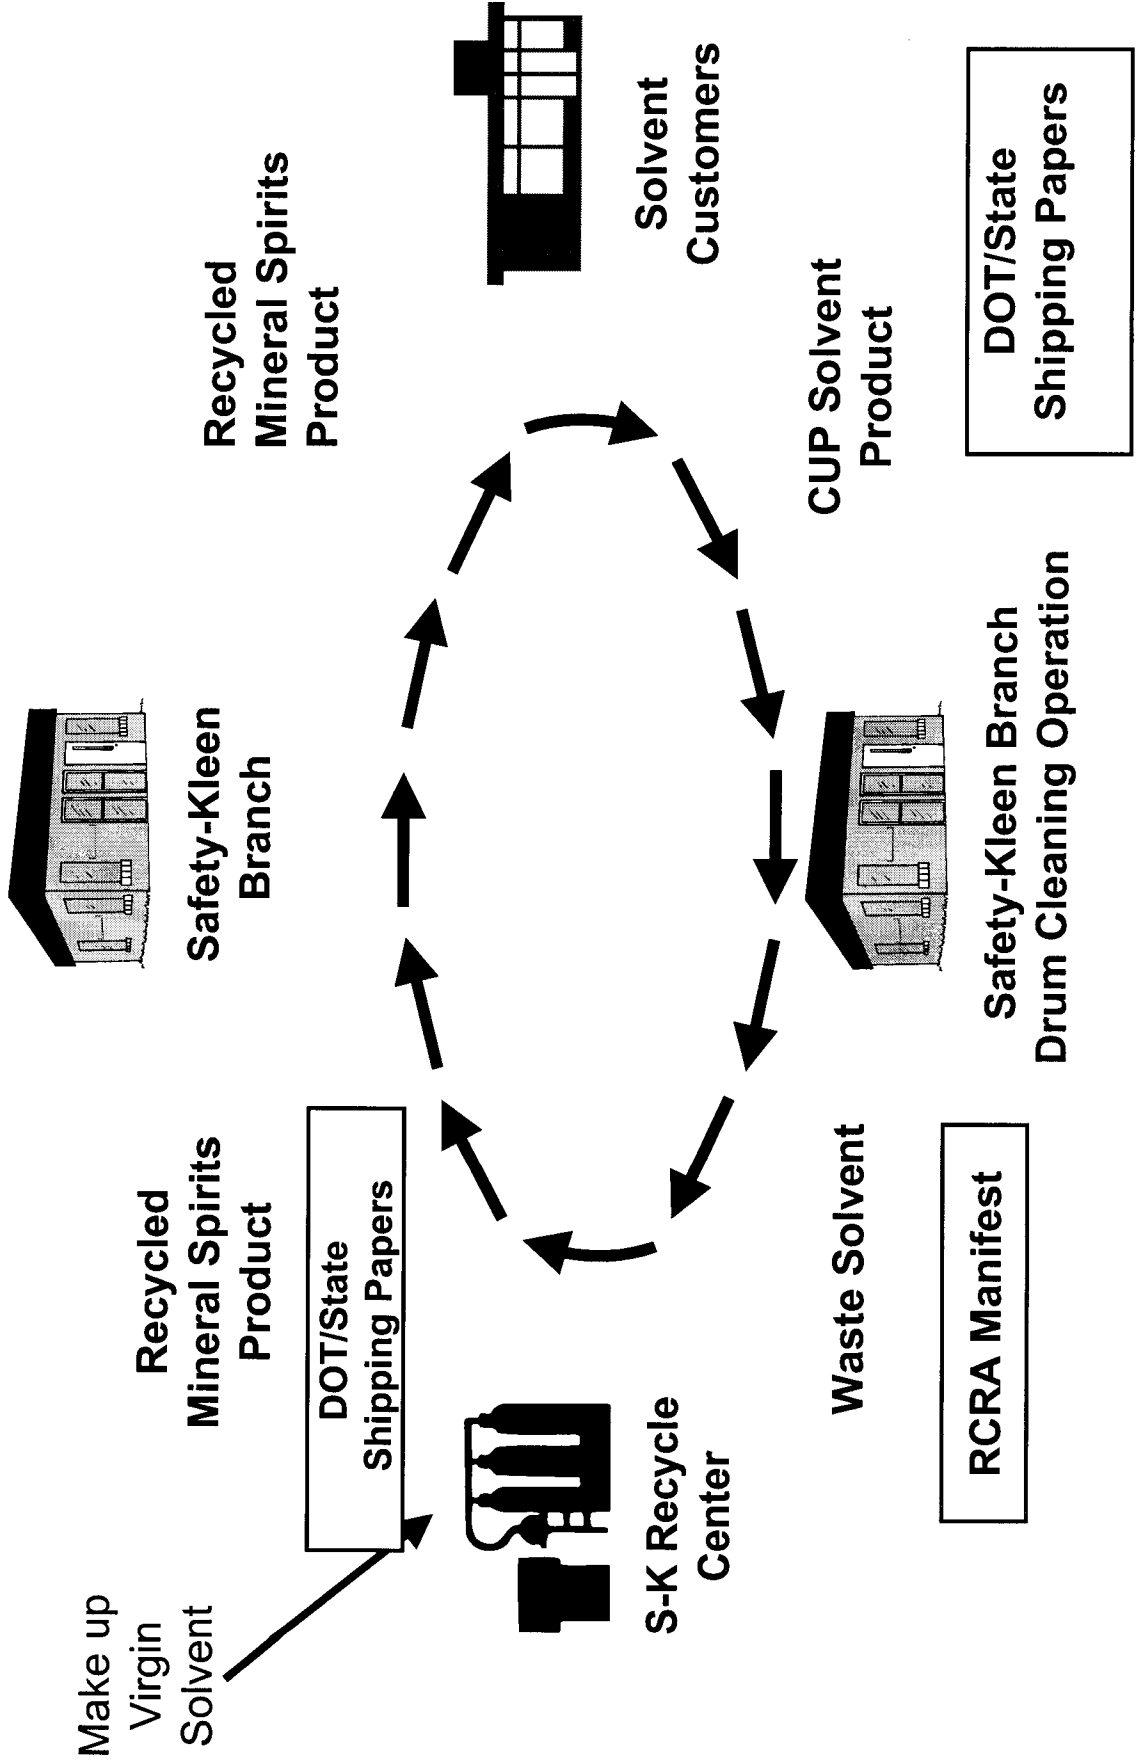 Make up
Virgin
Solvent
Recycled
Mineral Spirits
Product
DOT/State
Shipping Papers
Safety-Kleen
Branch
Recycled
Mineral Spirits
Product
S-K Recycle
Center
Solvent
Customers
Waste Solvent
RCRA Manifest
Safety-Kleen Branch
Drum Cleaning Operation
CUP Solvent
Product
DOT/State
Shipping Papers